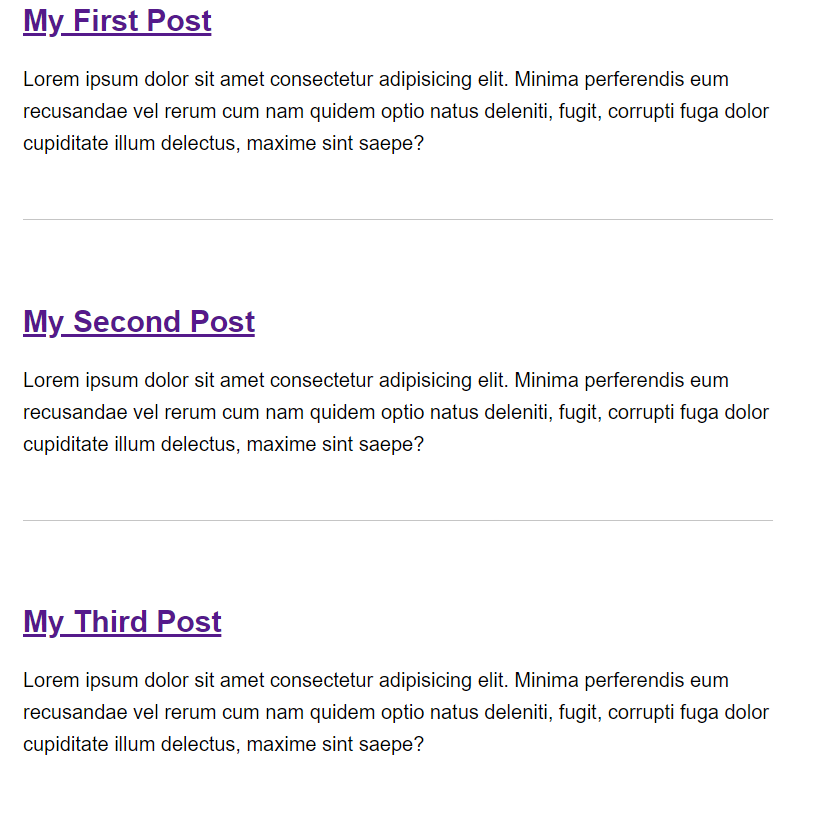 My First Post
Lorem ipsum dolor sit amet consectetur adipisicing elit. Minima perferendis eum
recusandae vel rerum cum nam quidem optio natus deleniti, fugit, corrupti fuga dolor
cupiditate illum delectus, maxime sint saepe?
My Second Post
Lorem ipsum dolor sit amet consectetur adipisicing elit. Minima perferendis eum
recusandae vel rerum cum nam quidem optio natus deleniti, fugit, corrupti fuga dolor
cupiditate illum delectus, maxime sint saepe?
My Third Post
Lorem ipsum dolor sit amet consectetur adipisicing elit. Minima perferendis eum
recusandae vel rerum cum nam quidem optio natus deleniti, fugit, corrupti fuga dolor
cupiditate illum delectus, maxime sint saepe?